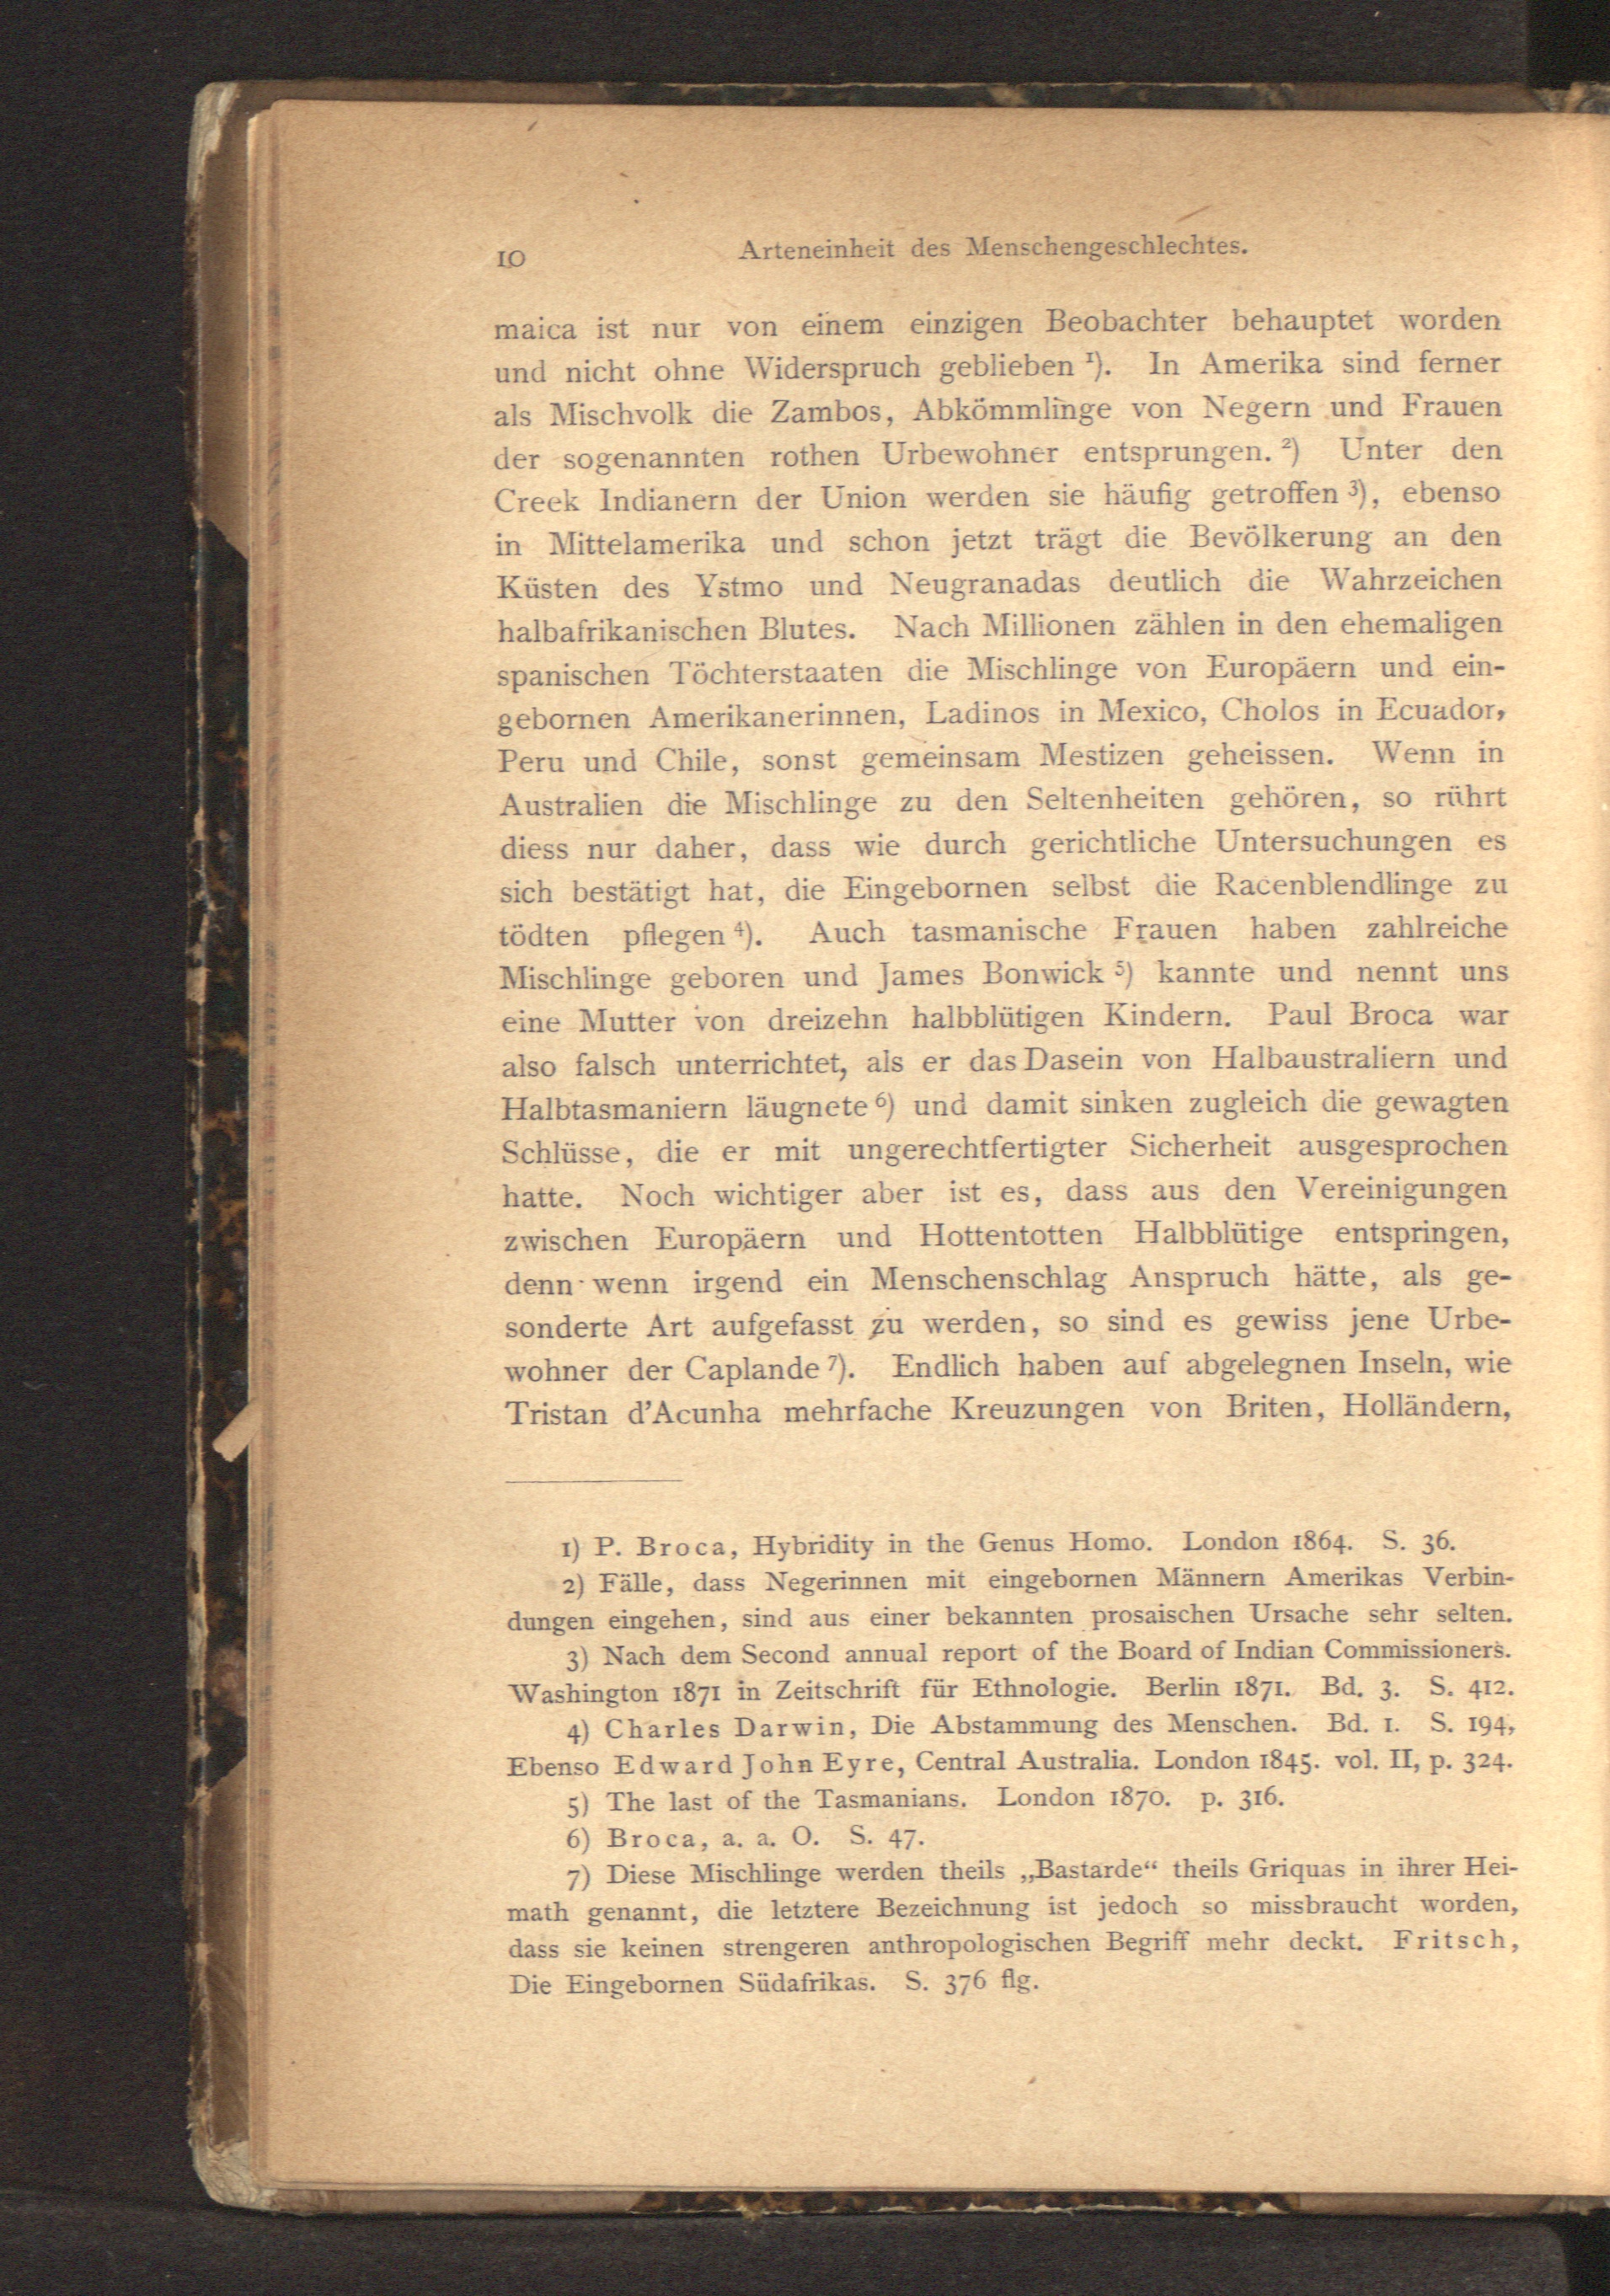 10
Arteneinheit des Menschengeschlechtes.
maica ist nur von einem einzigen Beobachter behauptet worden
und nicht ohne Widerspruch geblieben ¹). In Amerika sind ferner
als Mischvolk die Zambos, Abkömmlinge von Negern und Frauen
der sogenannten rothen Urbewohner entsprungen. ²) Unter den
Creek Indianern der Union werden sie häufig getroffen ³), ebenso
in Mittelamerika und schon jetzt trägt die Bevölkerung an den
Küsten des Ystmo und Neugranadas deutlich die Wahrzeichen
halbafrikanischen Blutes. Nach Millionen zählen in den ehemaligen
spanischen Töchterstaaten die Mischlinge von Europäern und ein-
gebornen Amerikanerinnen, Ladinos in Mexico, Cholos in Ecuador,
Peru und Chile, sonst gemeinsam Mestizen geheissen. Wenn in
Australien die Mischlinge zu den Seltenheiten gehören, so rührt
diess nur daher, dass wie durch gerichtliche Untersuchungen es
sich bestätigt hat, die Eingebornen selbst die Racenblendlinge zu
tödten pflegen ⁴). Auch tasmanische Frauen haben zahlreiche
Mischlinge geboren und James Bonwick ⁵) kannte und nennt uns
eine Mutter von dreizehn halbblütigen Kindern. Paul Broca war
also falsch unterrichtet, als er das Dasein von Halbaustraliern und
Halbtasmaniern läugnete ⁶) und damit sinken zugleich die gewagten
Schlüsse, die er mit ungerechtfertigter Sicherheit ausgesprochen
hatte. Noch wichtiger aber ist es, dass aus den Vereinigungen
zwischen Europäern und Hottentotten Halbblütige entspringen,
denn wenn irgend ein Menschenschlag Anspruch hätte, als ge-
sonderte Art aufgefasst zu werden, so sind es gewiss jene Urbe-
wohner der Caplande ⁷). Endlich haben auf abgelegnen Inseln, wie
Tristan d'Acunha mehrfache Kreuzungen von Briten, Holländern,
1) P. Broca, Hybridity in the Genus Homo. London 1864. S. 36.
2) Fälle, dass Negerinnen mit eingebornen Männern Amerikas Verbin-
dungen eingehen, sind aus einer bekannten prosaischen Ursache sehr selten.
3) Nach dem Second annual report of the Board of Indian Commissioners.
Washington 1871 in Zeitschrift für Ethnologie. Berlin 1871. Bd. 3. S. 412.
4) Charles Darwin, Die Abstammung des Menschen. Bd. 1. S. 194,
Ebenso Edward John Eyre, Central Australia. London 1845. vol. II, p. 324.
5) The last of the Tasmanians. London 1870. p. 316.
6) Broca, a. a. O. S. 47.
7) Diese Mischlinge werden theils „Bastarde“ theils Griquas in ihrer Hei-
math genannt, die letztere Bezeichnung ist jedoch so missbraucht worden,
dass sie keinen strengeren anthropologischen Begriff mehr deckt. Fritsch,
Die Eingebornen Südafrikas. S. 376 flg.